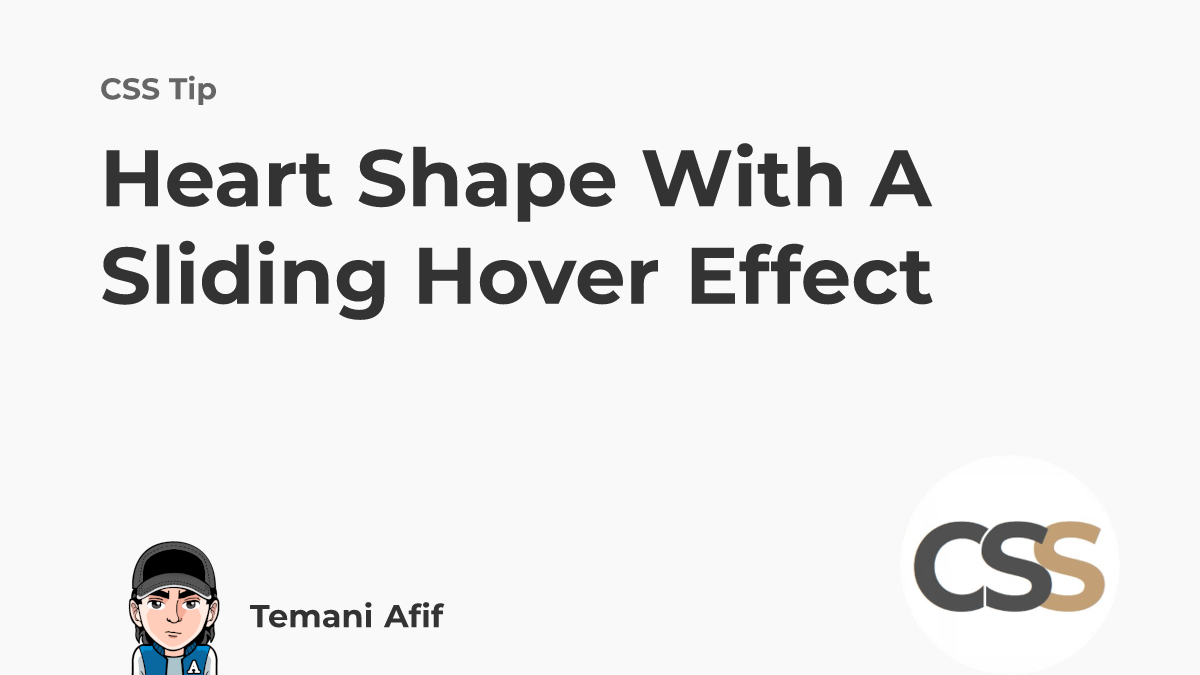 CSS Tip
Heart Shape With A
Sliding Hover Effect
A
Temani Afif
CSS